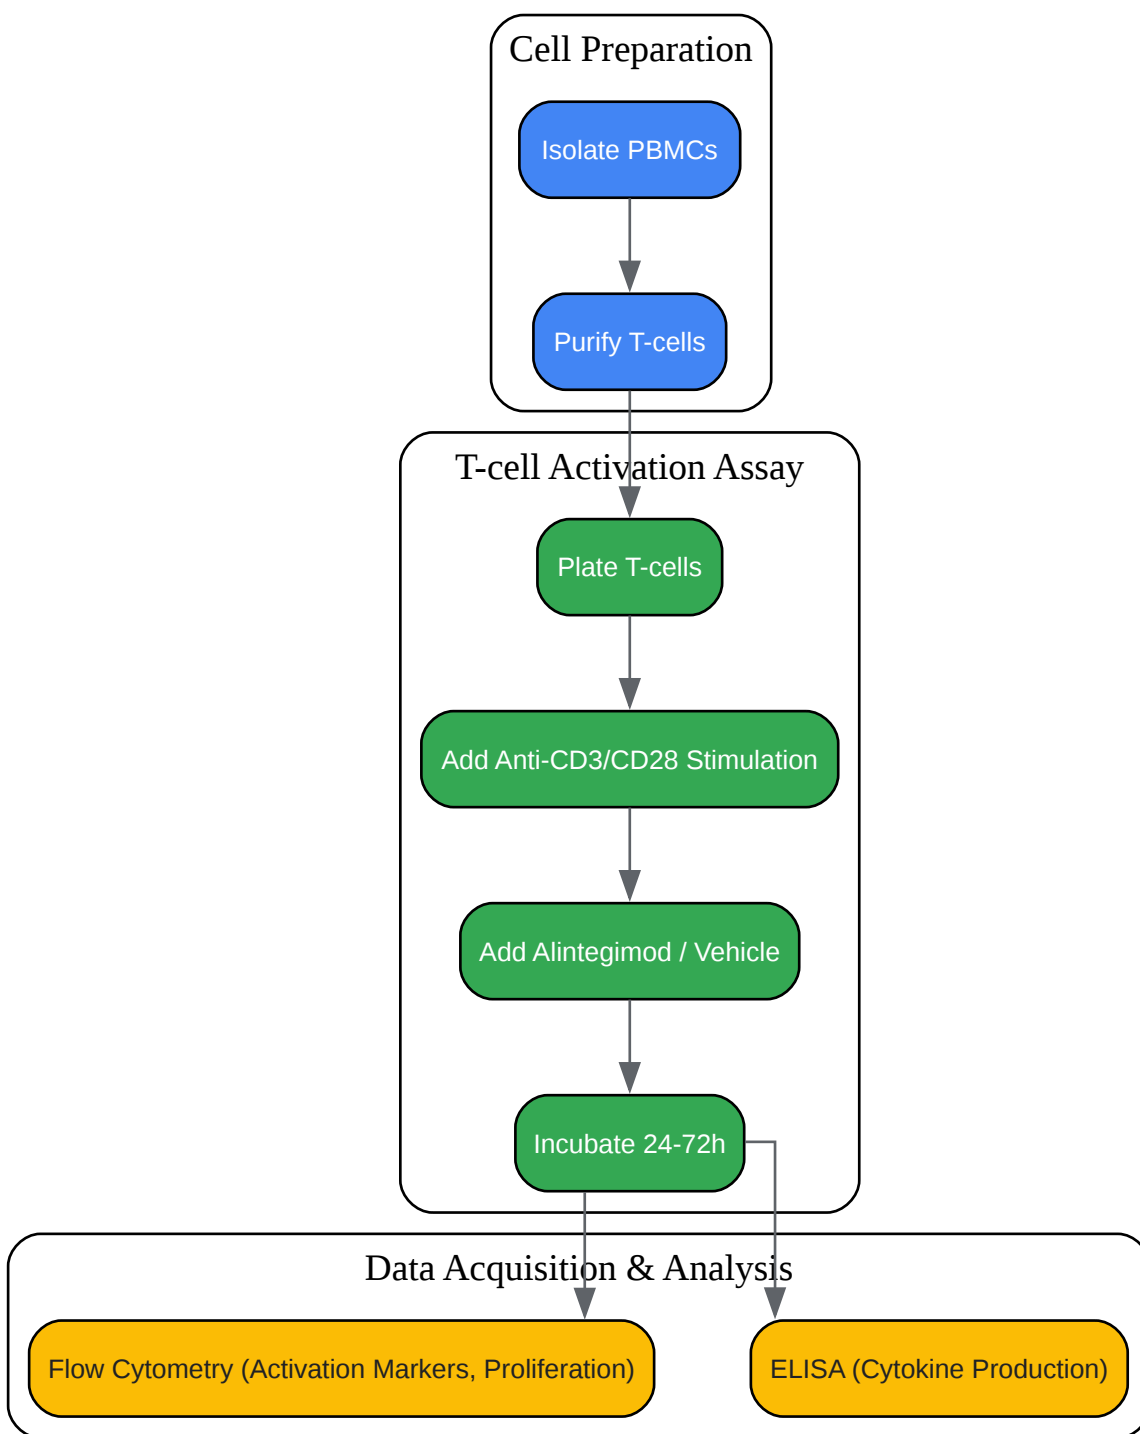 Cell Preparation
Isolate PBMCs
Purify T-cells
T-cell Activation Assay
Plate T-cells
Add Anti-CD3/CD28 Stimulation
Add Alintegimod / Vehicle
Incubate 24-72h
Data Acquisition & Analysis
Flow Cytometry (Activation Markers, Proliferation)
ELISA (Cytokine Production)